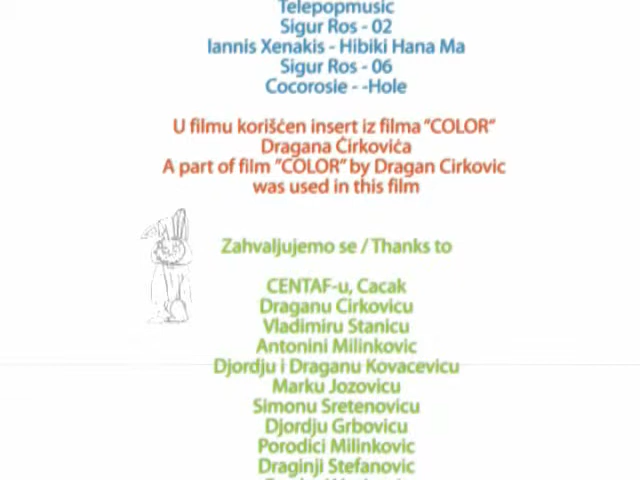 Telepopmusic
Sigur Ros - 02
Iannis Xenakis - Hibiki Hana Ma
Sigur Ros - 06
Cocorosie - -Hole
U filmu korišćen insert iz filma “COLOR”
Dragana Ćirkovića
A part of film ”COLOR” by Dragan Cirkovic
was used in this film
Zahvaljujemo se / Thanks to
CENTAF-u, Cacak
Draganu Cirkovicu
Vladimiru Stanicu
Antonini Milinkovic
Djordju i Draganu Kovacevicu
Marku Jozovicu
Simonu Sretenovicu
Djordju Grbovicu
Porodici Milinkovic
Draginji Stefanovic